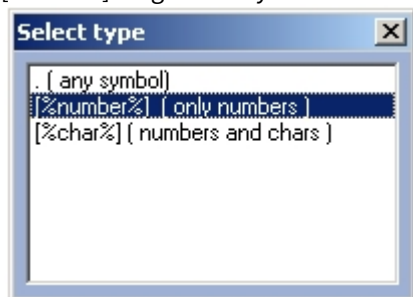 Select type
. ( any symbol)
[%number%] ( only numbers )
[%char%] ( numbers and chars )